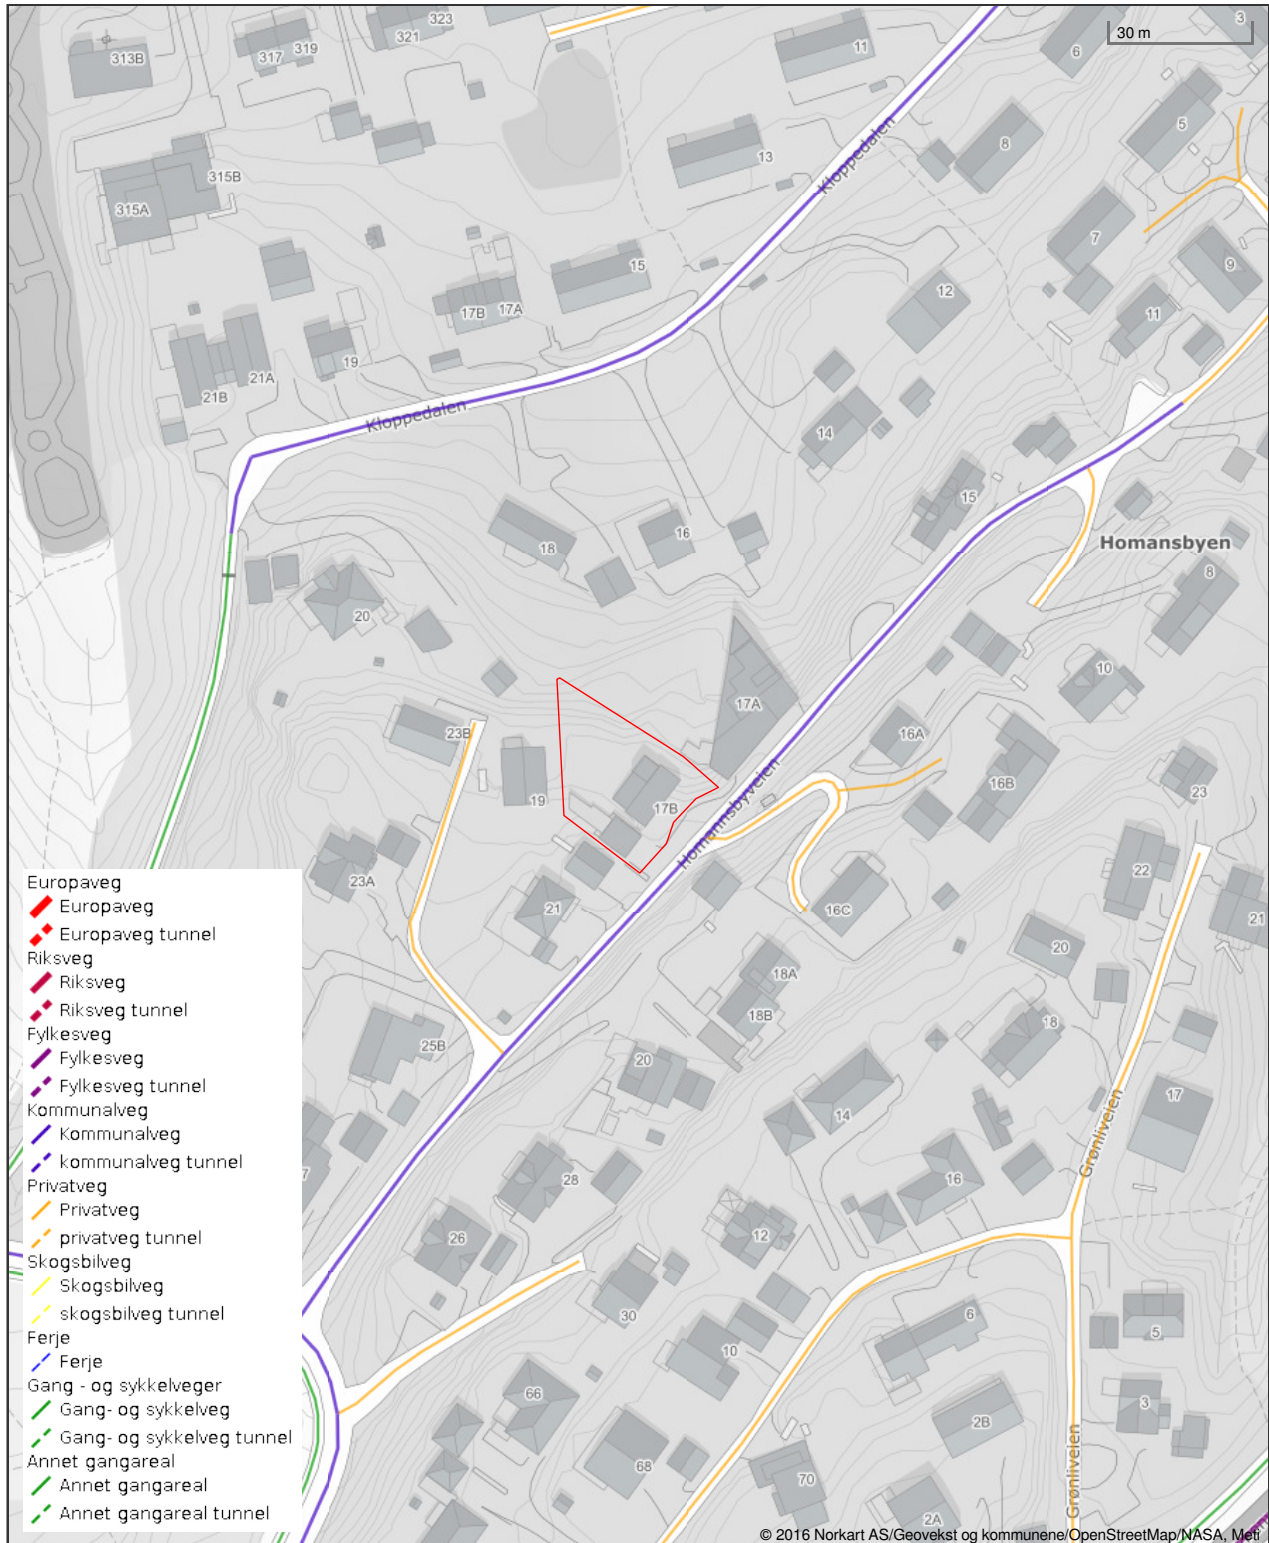 323
321
319
317
313B
11
30 m
3
6
5
8
13
Kloppedalen
315B
315A
7
9
15
12
11
17B
17A
19
21A
21B
Kloppedalen
14
15
16
18
Homansbyen
8
20
10
17A
16A
23B
16B
19
17B
23
Homannsbyveien
23A
22
21
16C
21
20
18A
18B
18
25B
20
14
17
7
Grønliveien
28
16
26
12
30
6
5
10
66
3
2B
68
70
Grønliveien
2A
Europaveg
Europaveg
Europaveg tunnel
Riksveg
Riksveg
Riksveg tunnel
Fylkesveg
Fylkesveg
Fylkesveg tunnel
Kommunalveg
Kommunalveg
kommunalveg tunnel
Privatveg
Privatveg
privatveg tunnel
Skogsbilveg
Skogsbilveg
skogsbilveg tunnel
Ferje
Ferje
Gang - og sykkelveger
Gang- og sykkelveg
Gang- og sykkelveg tunnel
Annet gangareal
Annet gangareal
Annet gangareal tunnel
© 2016 Norkart AS/Geovekst og kommunene/OpenStreetMap/NASA, Meti